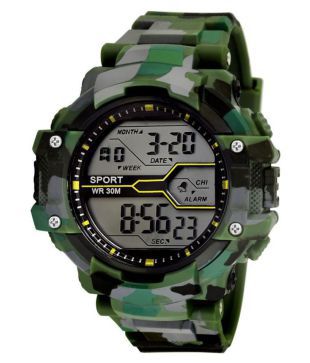 MONTH
3-20
DATE
WEEK
SPORT
WR 30M
CHI
ALARM
8:56 23
SEC.